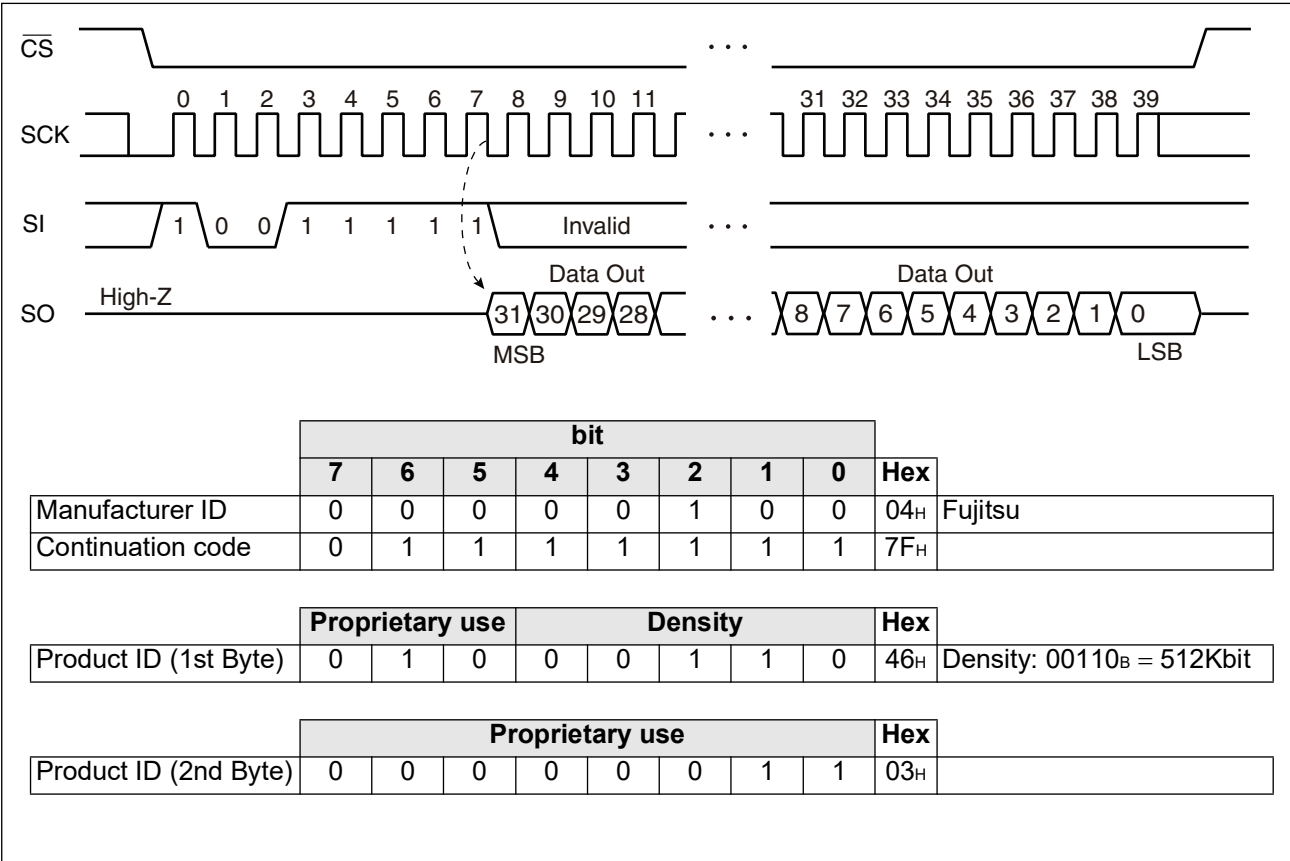 CS
· · ·
0 1 2 3 4 5 6 7 8 9 10 11 31 32 33 34 35 36 37 38 39
SCK · · ·
SI 1 0 0 1 1 1 1 1 Invalid · · ·
Data Out Data Out
High-Z
SO 31 30 29 28 · · · 8 7 6 5 4 3 2 1 0
MSB LSB
bit
7 6 5 4 3 2 1 0 Hex
Manufacturer ID 0 0 0 0 0 1 0 0 04H Fujitsu
Continuation code 0 1 1 1 1 1 1 1 7FH
Proprietary use Density Hex
Product ID (1st Byte) 0 1 0 0 0 1 1 0 46H Density: 00110B = 512Kbit
Proprietary use Hex
Product ID (2nd Byte) 0 0 0 0 0 0 1 1 03H